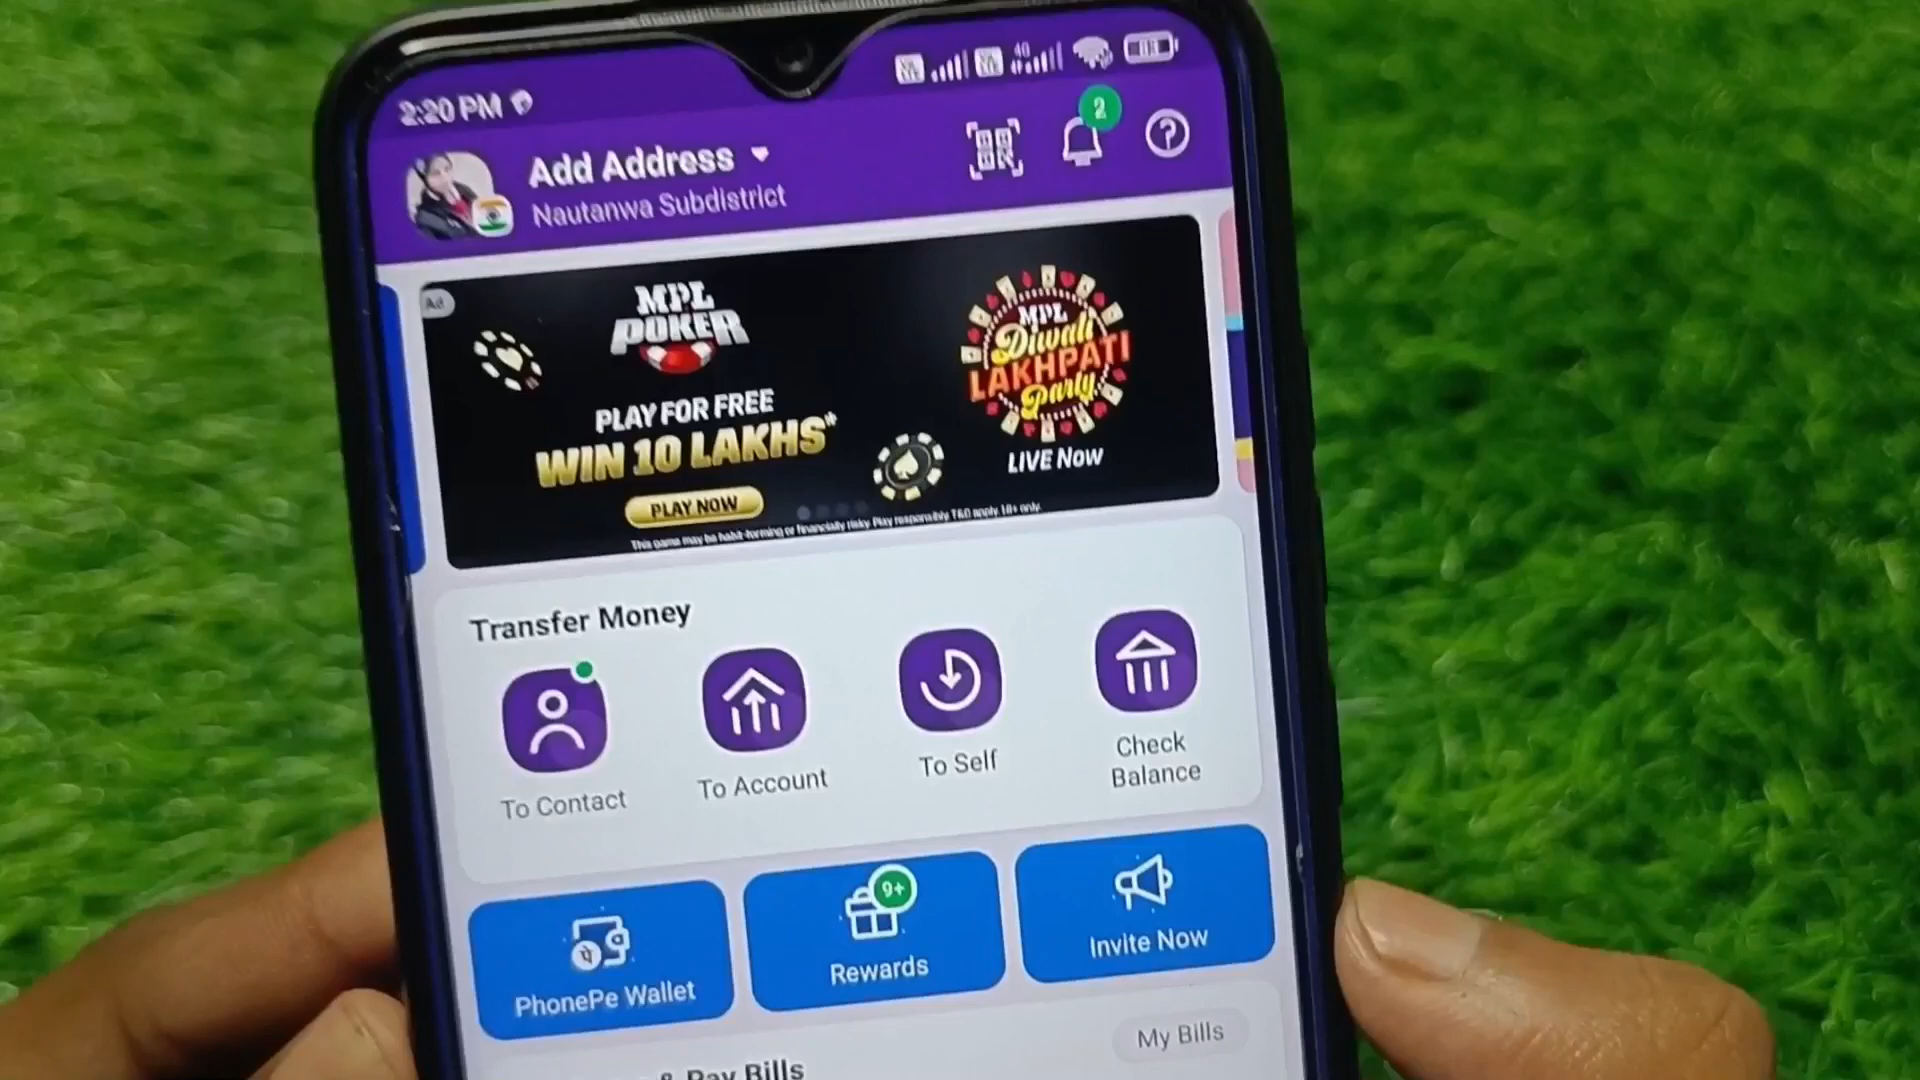 2:20 PM
4G
2
Add Address
Nautanwa Subdistrict
Ad
MPL
POKER
PLAY FOR FREE
WIN 10 LAKHS*
PLAY NOW
MPL
Diwali
LAKHPATI
Party
LIVE Now
This game may be habit-forming or financially risky. Play responsibly. T&C apply. 18+ only.
Transfer Money
To Contact
To Account
To Self
Check
Balance
PhonePe Wallet
9+
Rewards
Invite Now
& Pay Bills
My Bills